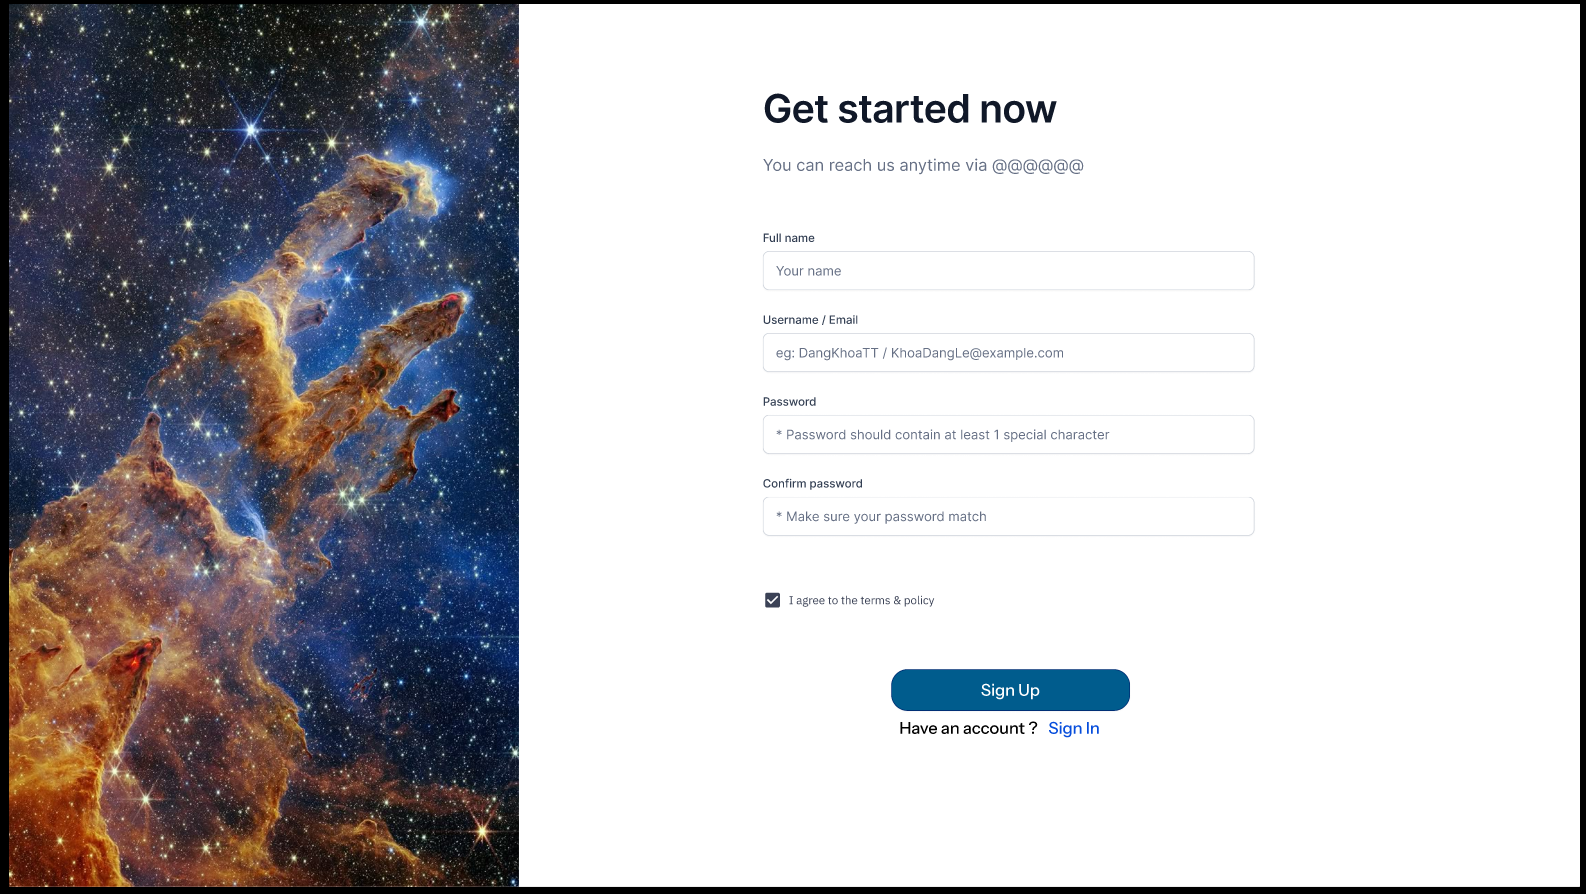 Get started now
You can reach us anytime via @@@@@@
Full name
Your name
Username / Email
eg: DangKhoaTT / KhoaDangLe@example.com
Password
* Password should contain at least 1 special character
Confirm password
* Make sure your password match
I agree to the terms & policy
Sign Up
Have an account ? Sign In